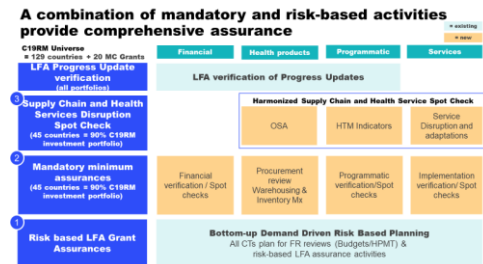 A combination of mandatory and risk-based activities
provide comprehensive assurance
= existing
= new
C19RM Universe
= 129 countries + 20 MC Grants
Financial
Health products
Programmatic
Services
LFA Progress Update
verification
(all portfolios)
LFA verification of Progress Updates
3
Supply Chain and Health
Services Disruption
Spot Check
(45 countries = 90% C19RM
investment portfolio)
Harmonized Supply Chain and Health Service Spot Check
OSA
HTM Indicators
Service
Disruption and
adaptations
2
Mandatory minimum
assurances
(45 countries = 90% C19RM
investment portfolio)
Financial
verification / Spot
checks
Procurement
review
Warehousing &
Inventory Mx
Programmatic
verification/Spot
checks
Implementation
verification/ Spot
checks
1
Risk based LFA Grant
Assurances
Bottom-up Demand Driven Risk Based Planning
All CTs plan for FR reviews (Budgets/HPMT) &
risk-based LFA assurance activities